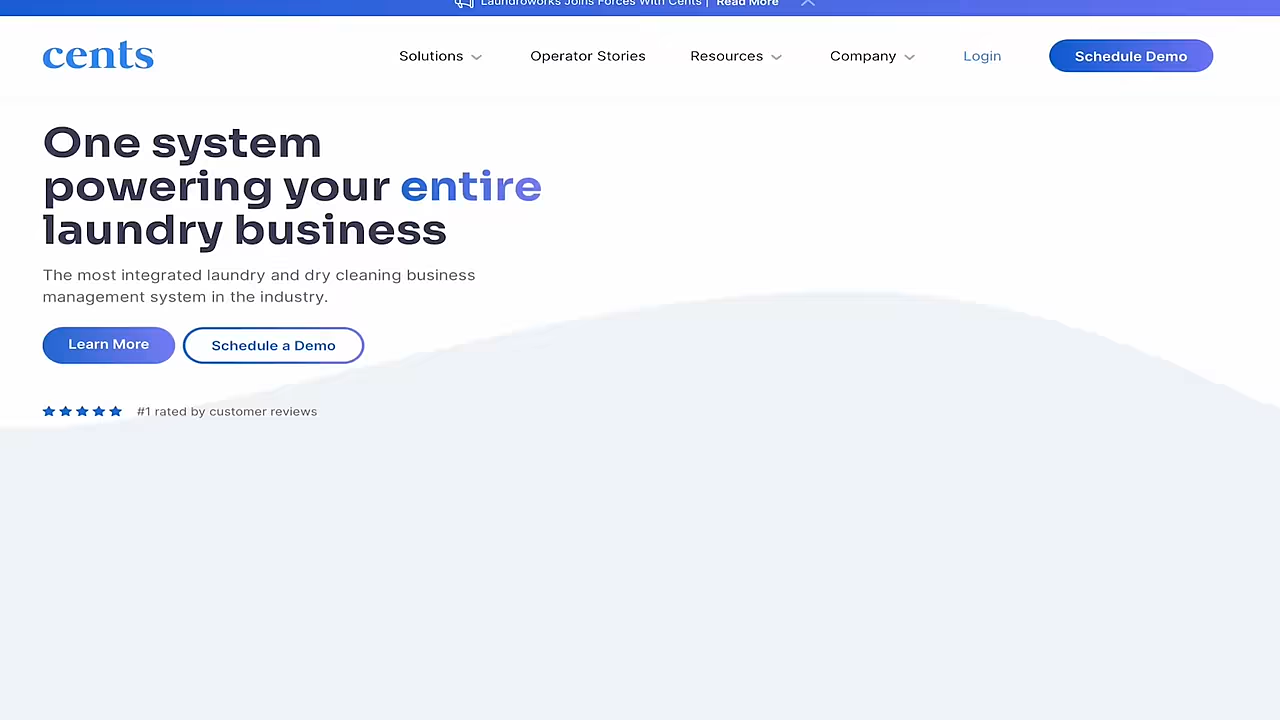 Laundroworks Joins Forces With Cents | Read More
cents
Solutions
Operator Stories
Resources
Company
Login
Schedule Demo
One system
powering your entire
laundry business
The most integrated laundry and dry cleaning business
management system in the industry.
Learn More
Schedule a Demo
#1 rated by customer reviews